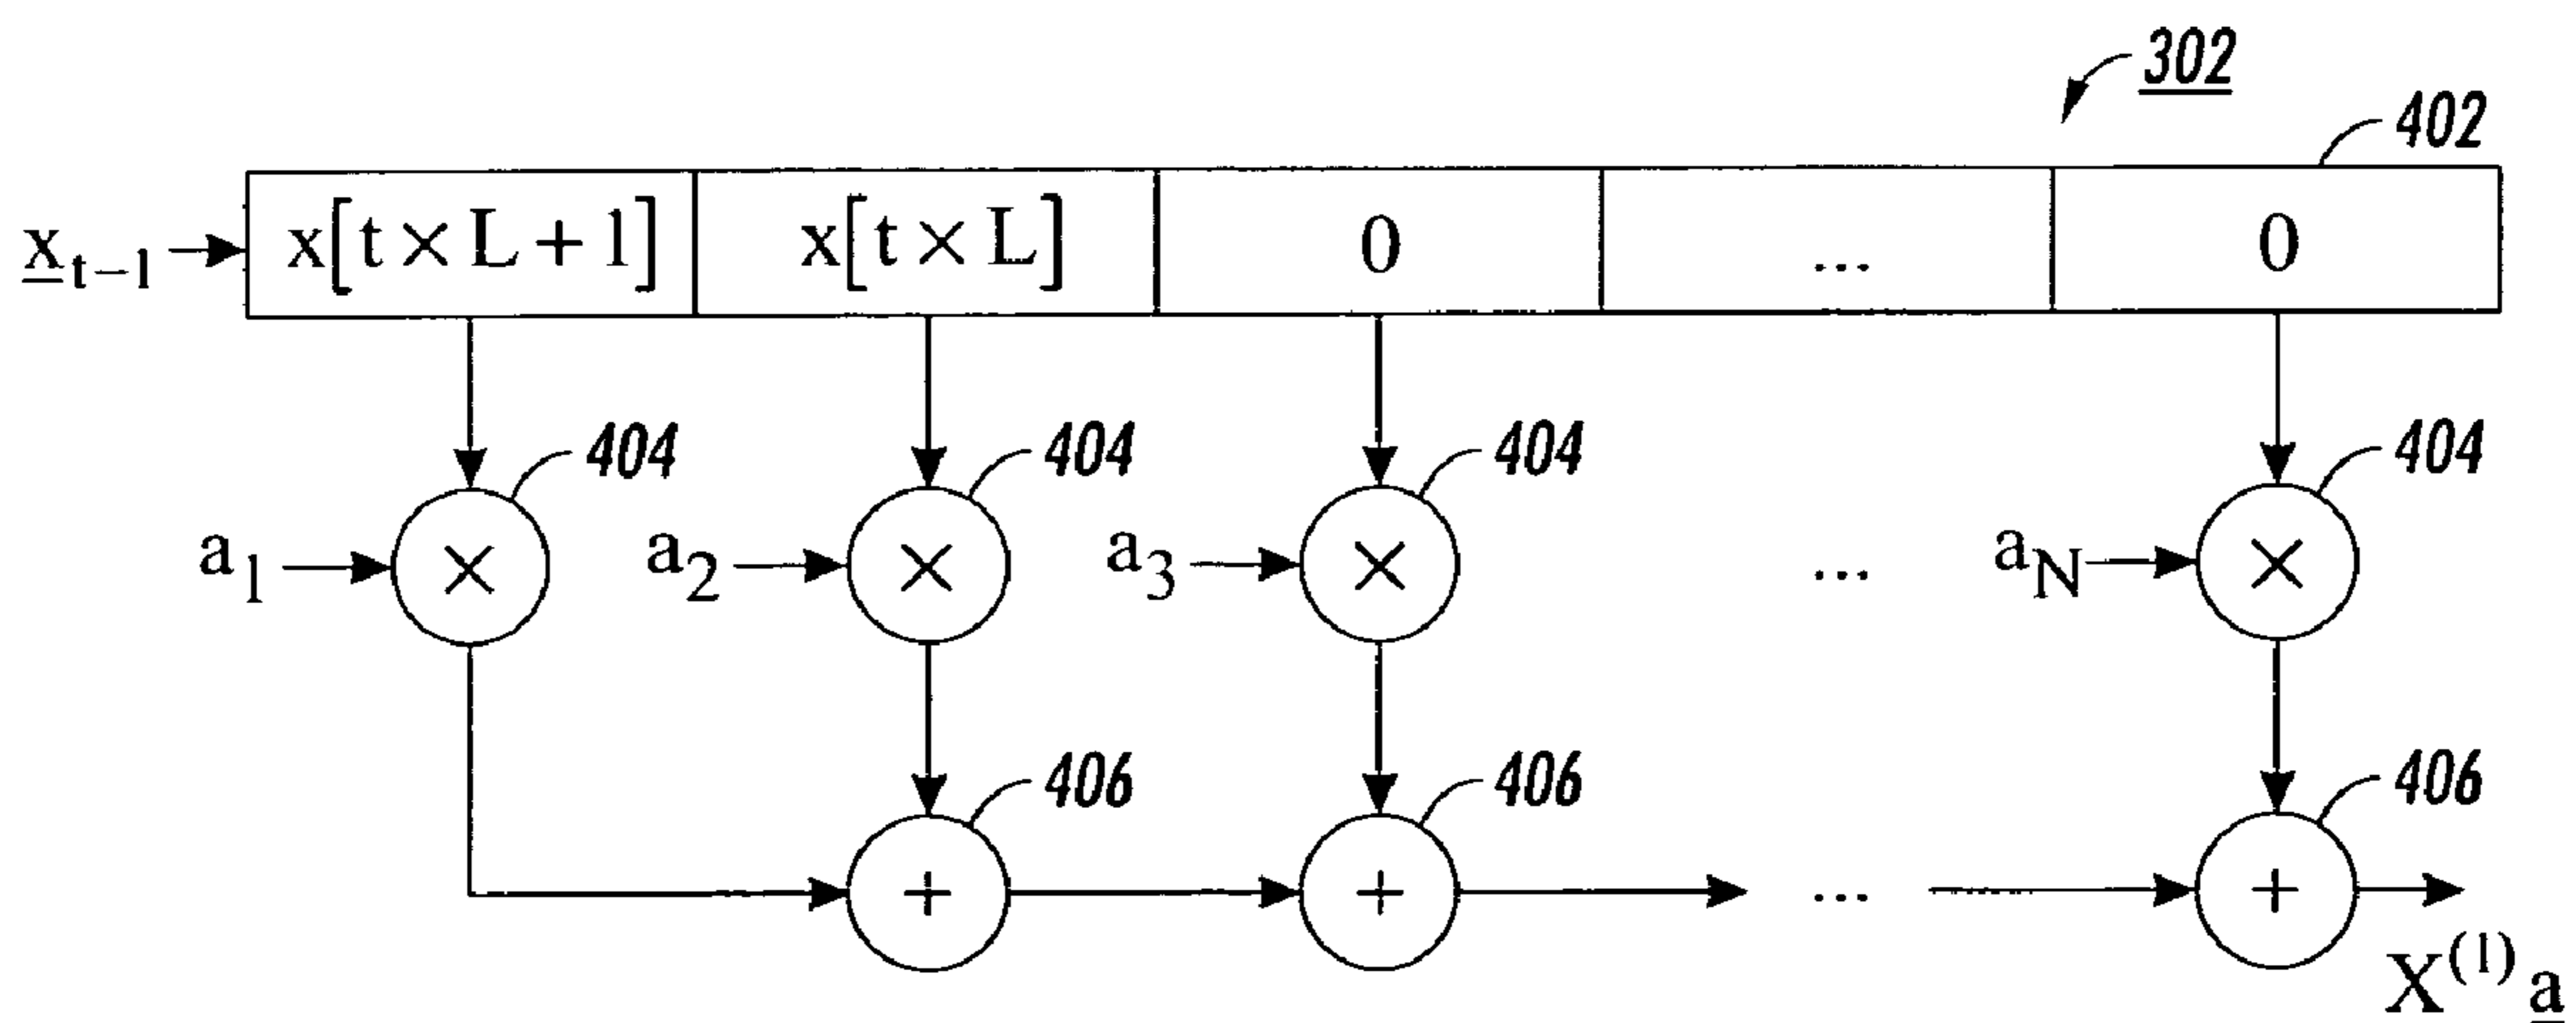 302
402
x_{t-1} x[t × L + 1] x[t × L] 0 ... 0
404 404 404 404
a_1 × a_2 × a_3 × ... a_N ×
406 406 406
+ + ... +
X^{(1)} a